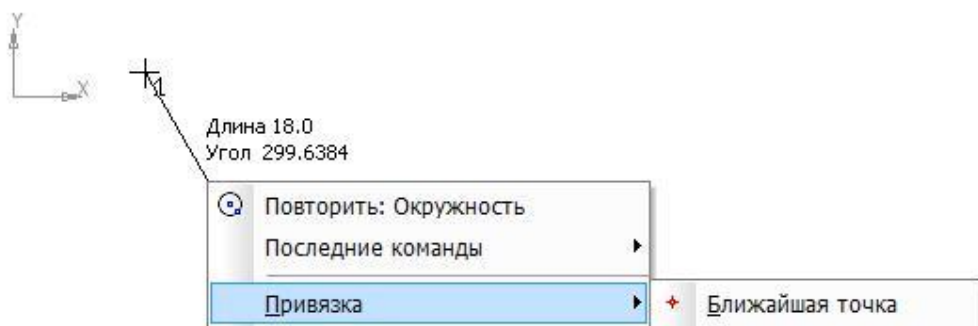 Y
X
1
Длина 18.0
Угол 299.6384
Повторить: Окружность
Последние команды
Привязка
Ближайшая точка